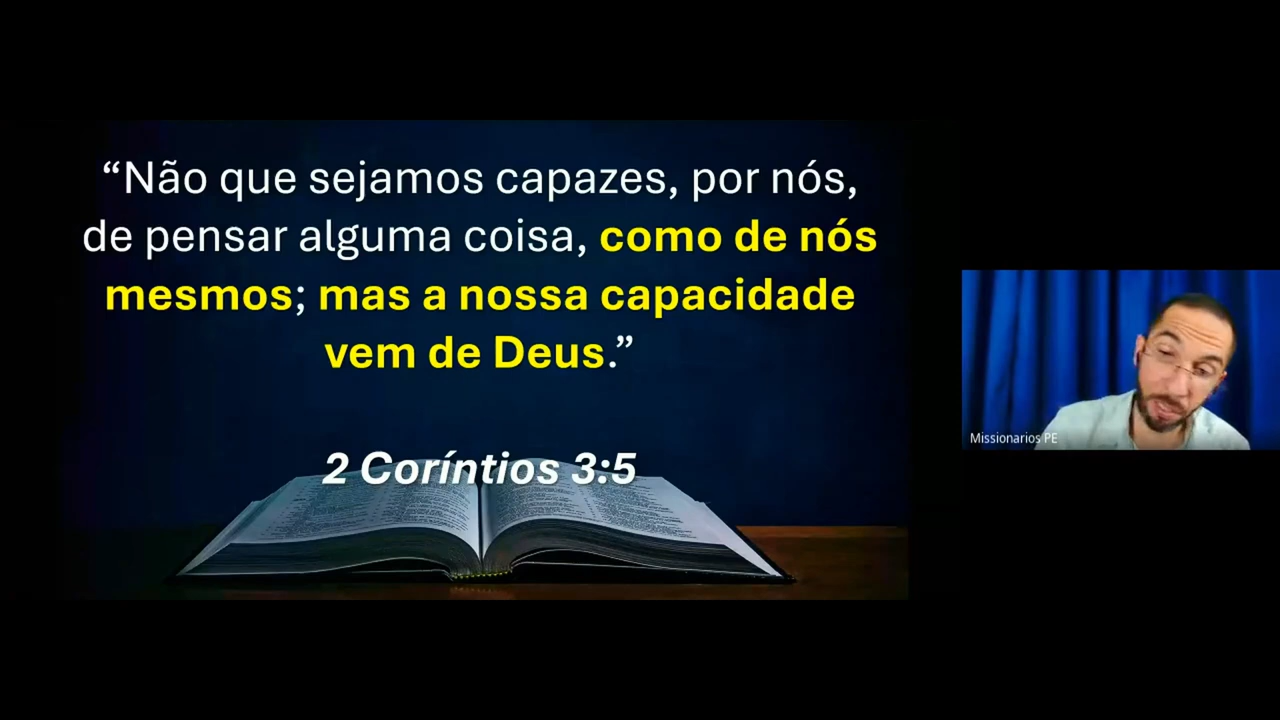 “Não que sejamos capazes, por nós,
de pensar alguma coisa, como de nós
mesmos; mas a nossa capacidade
vem de Deus.”
2 Coríntios 3:5
Missionarios PE